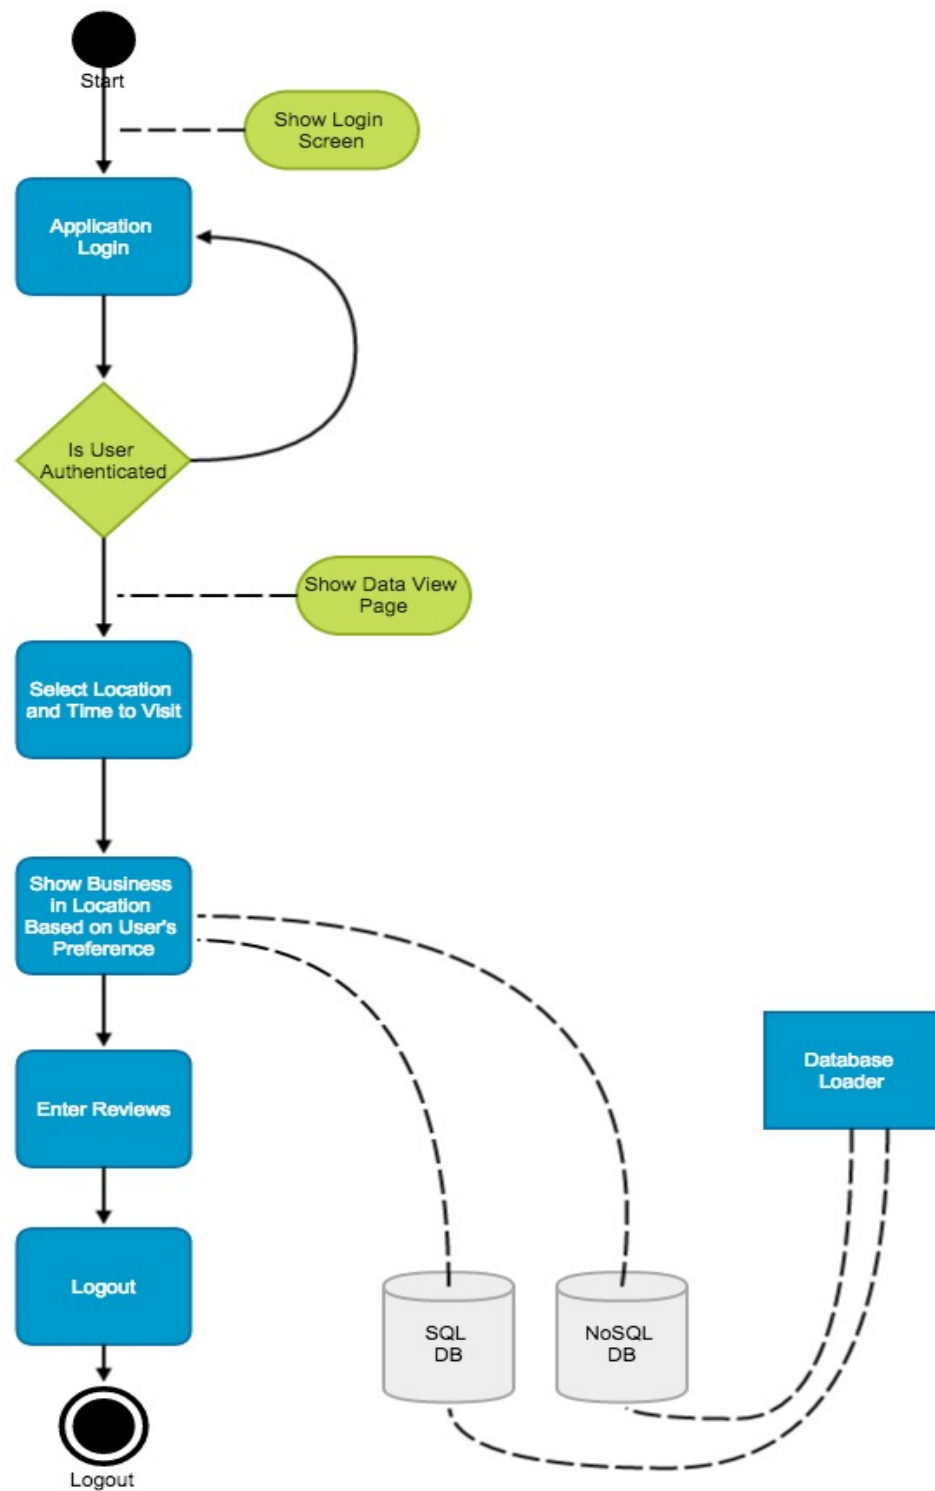 Start
Show Login
Screen
Application
Login
Is User
Authenticated
Show Data View
Page
Select Location
and Time to Visit
Show Business
in Location
Based on User's
Preference
Enter Reviews
Database
Loader
Logout
SQL
DB
NoSQL
DB
Logout